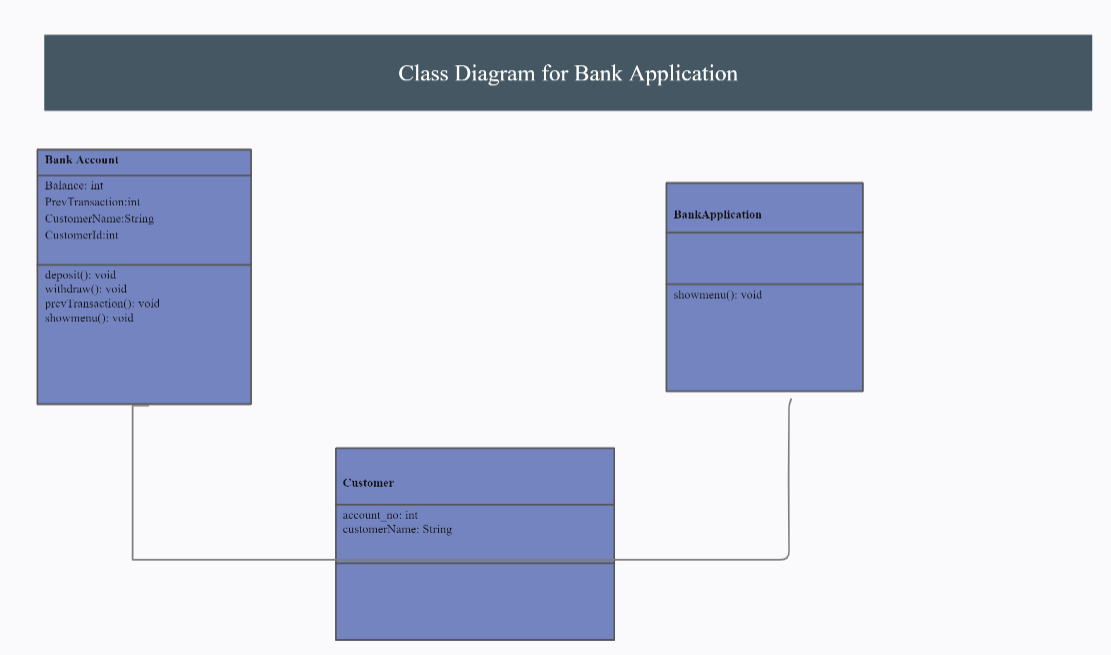 Class Diagram for Bank Application
Bank Account
Balance: int
PrevTransaction:int
CustomerName:String
CustomerId:int
deposit(): void
withdraw(): void
prevTransaction(): void
showmenu(): void
BankApplication
showmenu(): void
Customer
account_no: int
customerName: String